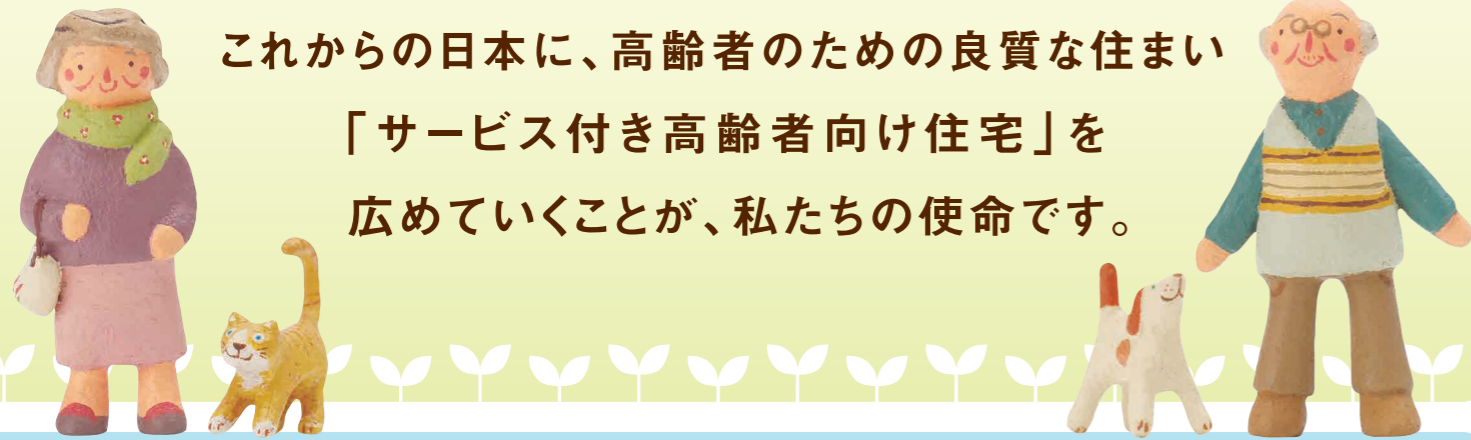 これからの日本に、高齢者のための良質な住まい
「サービス付き高齢者向け住宅」を
広めていくことが、私たちの使命です。